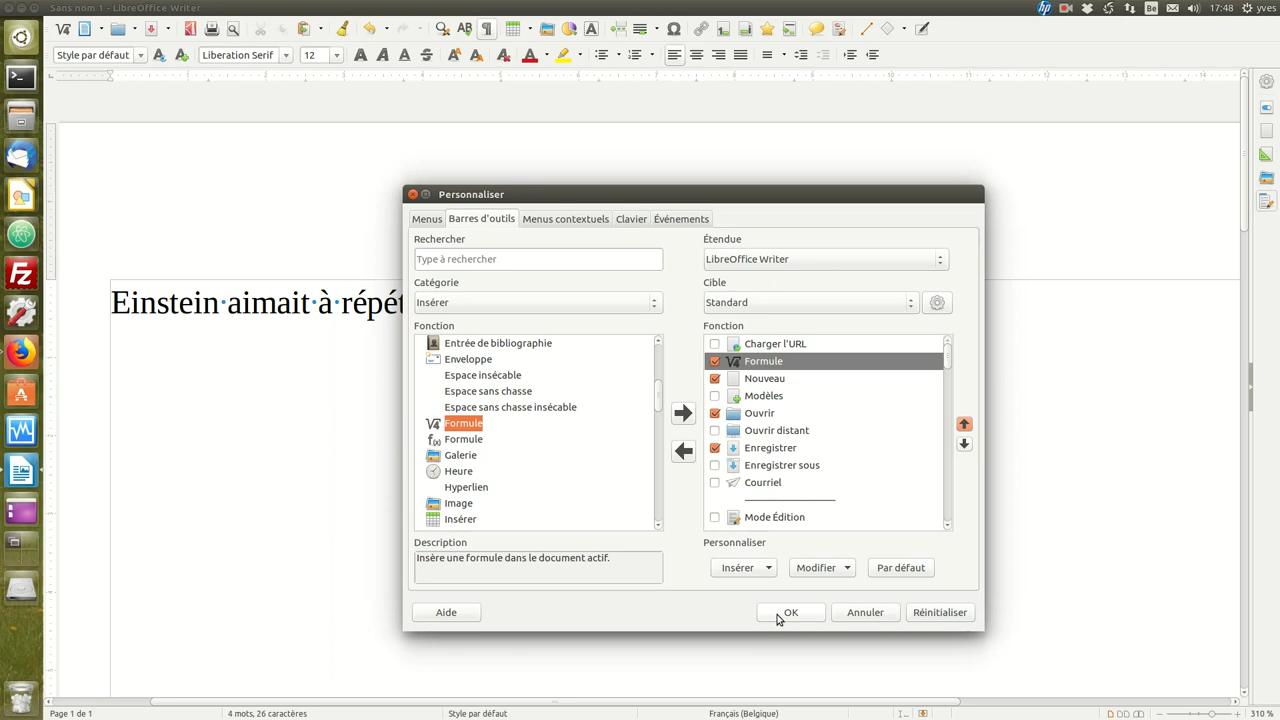 Sans nom 1 - LibreOffice Writer
Be
17:48
yves
Style par défaut
Liberation Serif
12
Einstein·aimait·à·répét
Personnaliser
Menus
Barres d'outils
Menus contextuels
Clavier
Événements
Rechercher
Type à rechercher
Catégorie
Insérer
Fonction
Entrée de bibliographie
Enveloppe
Espace insécable
Espace sans chasse
Espace sans chasse insécable
Formule
Formule
Galerie
Heure
Hyperlien
Image
Insérer
Description
Insère une formule dans le document actif.
Étendue
LibreOffice Writer
Cible
Standard
Fonction
Charger l'URL
Formule
Nouveau
Modèles
Ouvrir
Ouvrir distant
Enregistrer
Enregistrer sous
Courriel
Mode Édition
Personnaliser
Insérer
Modifier
Par défaut
Aide
OK
Annuler
Réinitialiser
Page 1 de 1
4 mots, 26 caractères
Style par défaut
Français (Belgique)
310 %